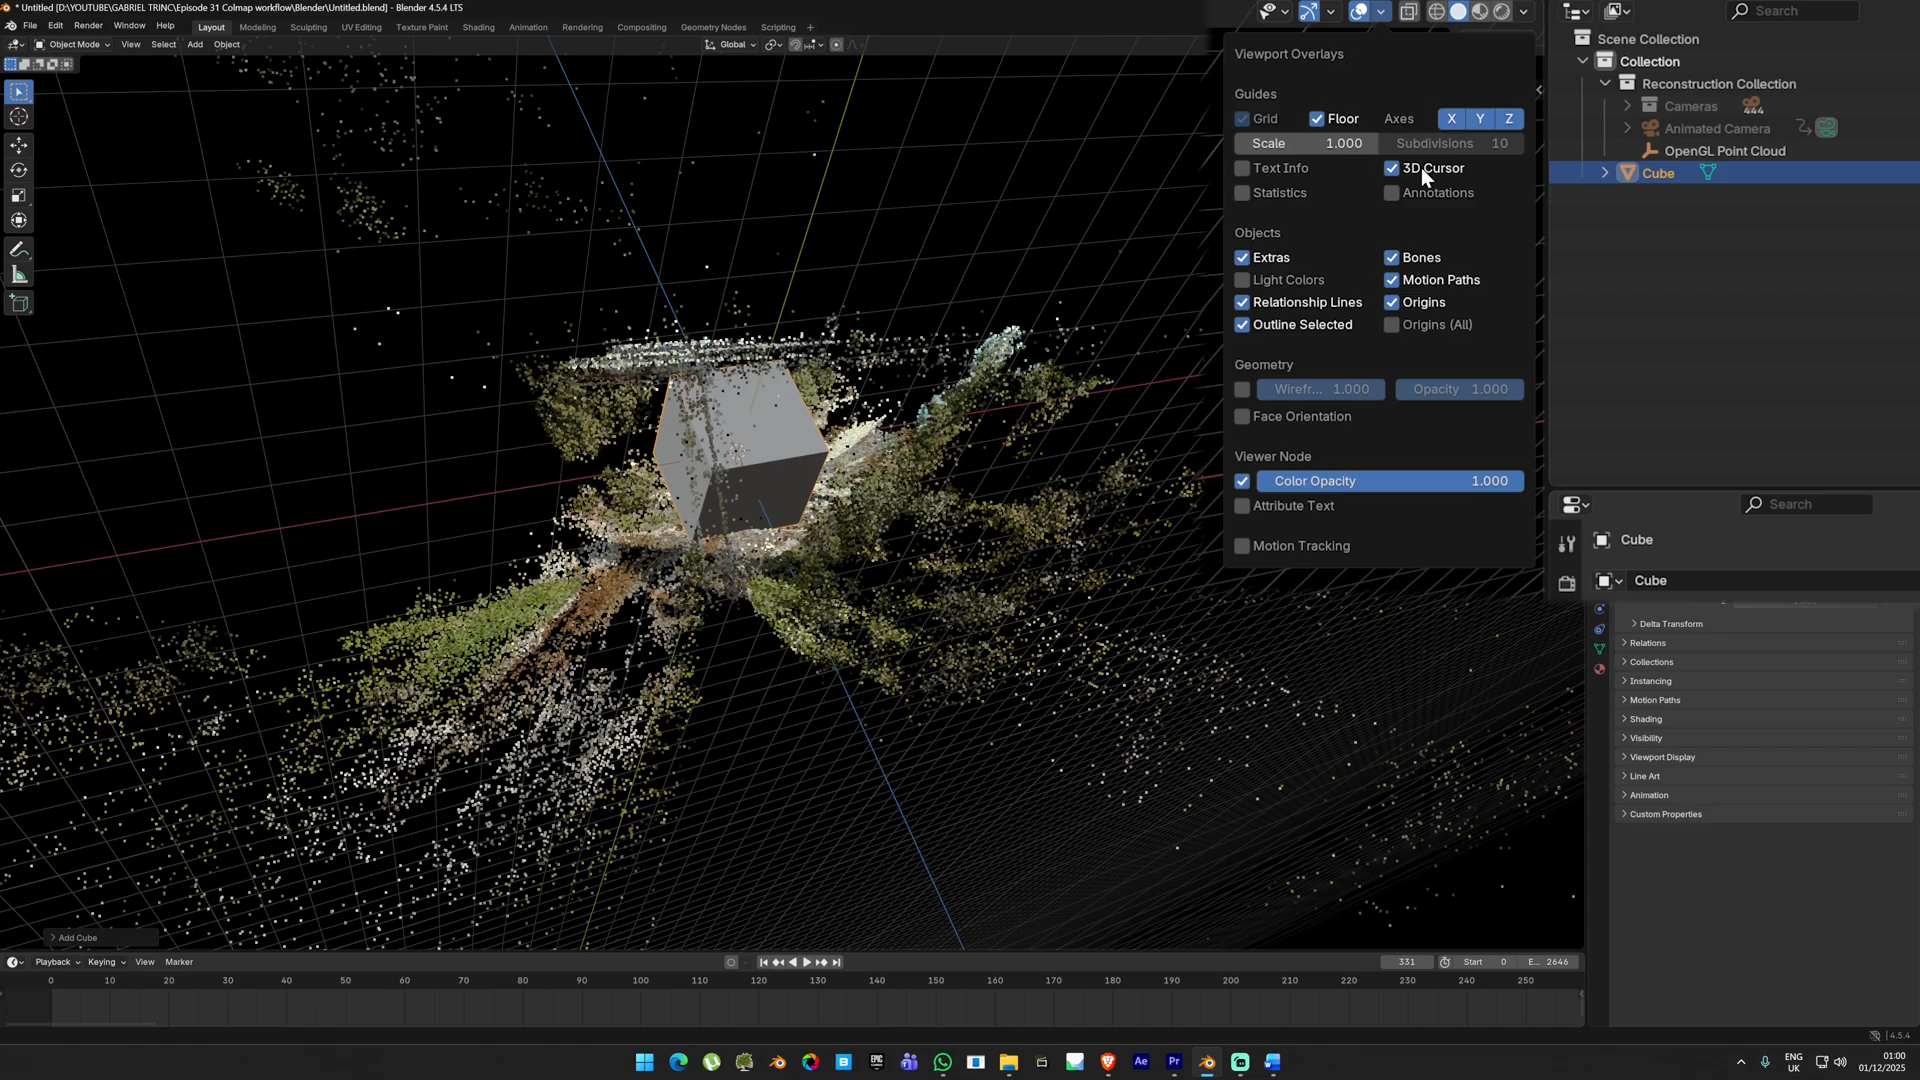 * Untitled [D:\YOUTUBE\GABRIEL TRINC\Episode 31 Colmap workflow\Blender\Untitled.blend] - Blender 4.5.4 LTS
File Edit Render Window Help Layout Modeling Sculpting UV Editing Texture Paint Shading Animation Rendering Compositing Geometry Nodes Scripting +
Object Mode View Select Add Object Global
Search
Viewport Overlays
Guides
Grid Floor Axes X Y Z
Scale 1.000 Subdivisions 10
Text Info 3D Cursor
Statistics Annotations
Objects
Extras Bones
Light Colors Motion Paths
Relationship Lines Origins
Outline Selected Origins (All)
Geometry
Wirefr... 1.000 Opacity 1.000
Face Orientation
Viewer Node
Color Opacity 1.000
Attribute Text
Motion Tracking
Scene Collection
Collection
Reconstruction Collection
Cameras 444
Animated Camera
OpenGL Point Cloud
Cube
Search
Cube
Cube
Delta Transform
Relations
Collections
Instancing
Motion Paths
Shading
Visibility
Viewport Display
Line Art
Animation
Custom Properties
Add Cube
Playback Keying View Marker 331 Start 0 E... 2646
0 10 20 30 40 50 60 70 80 90 100 110 120 130 140 150 160 170 180 190 200 210 220 230 240 250
4.5.4
EPIC Ae Pr
ENG
UK
01:00
01/12/2025